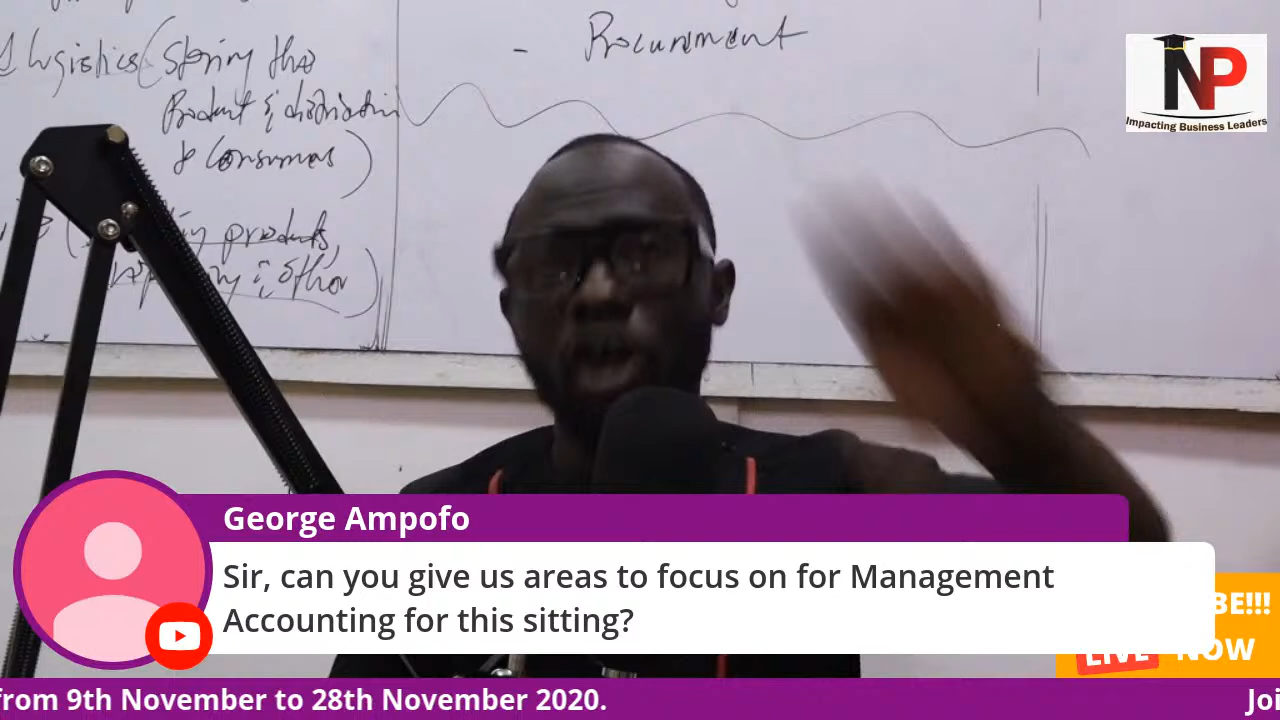 Logistics (Storing the
Product & distribution
to Consumers)
products,
& other)
- Procurement
NP
Impacting Business Leaders
George Ampofo
Sir, can you give us areas to focus on for Management
Accounting for this sitting?
BE!!!
LIVE NOW
from 9th November to 28th November 2020.
Joi